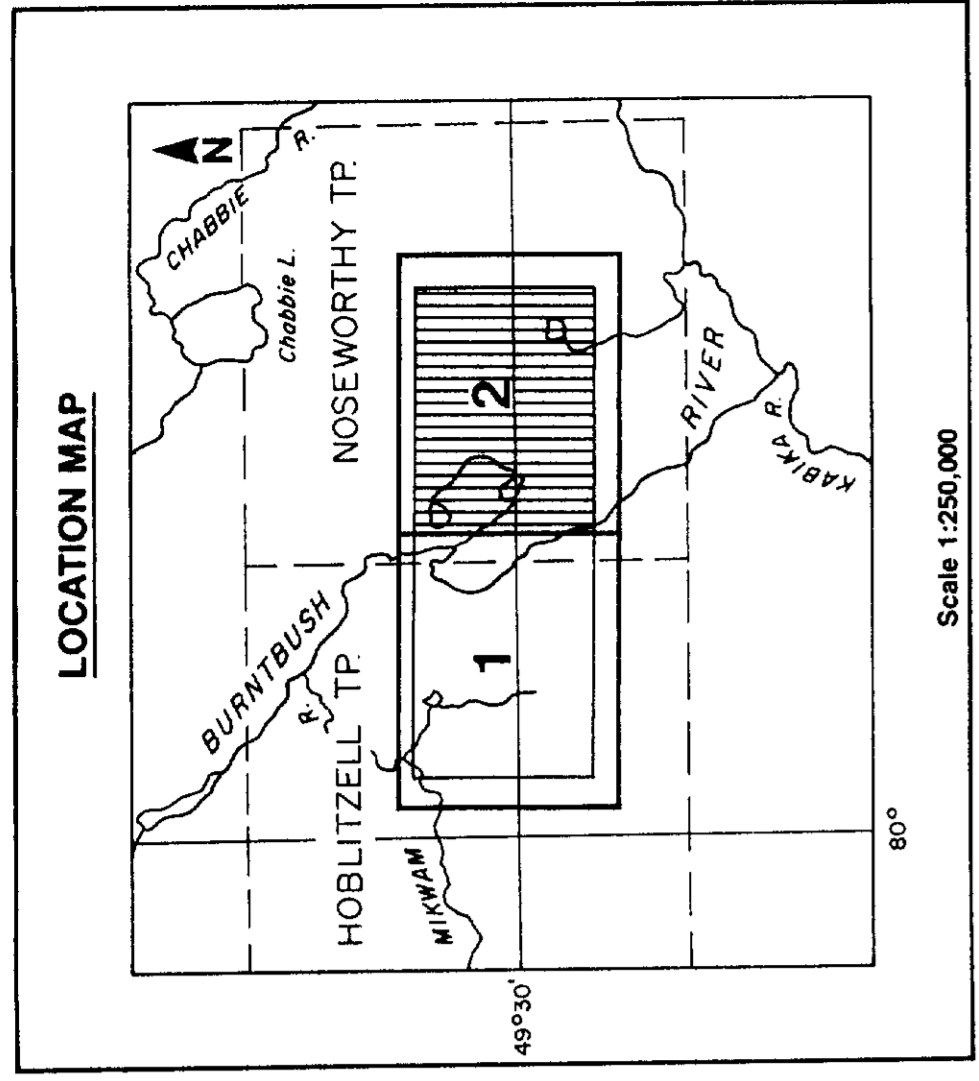 LOCATION MAP
N
CHABBIE
R.
Chabbie L.
NOSEWORTHY TP.
BURNTBUSH
R.
HOBLITZELL TP.
MIKWAM
1
2
RIVER
KABIKA R.
49°30'
80°
Scale 1:250,000